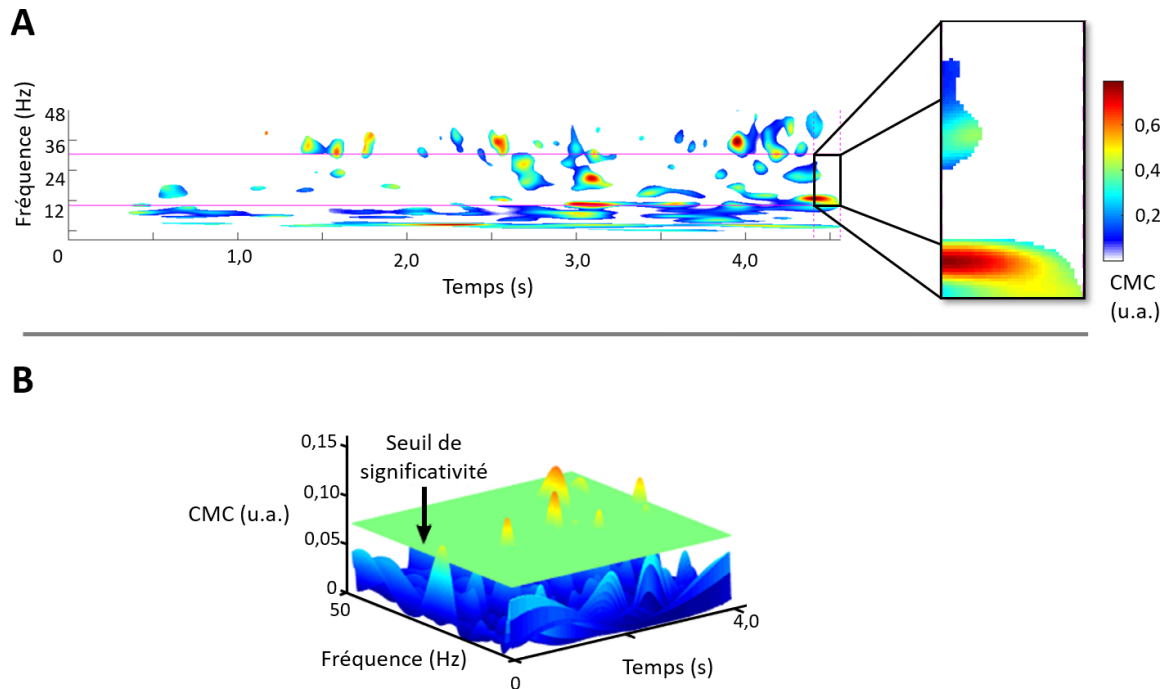 A
Fréquence (Hz)
48
36
24
12
0
1,0
2,0
3,0
4,0
Temps (s)
0,6
0,4
0,2
CMC
(u.a.)
B
0,15
0,10
0,05
0
CMC (u.a.)
Seuil de
significativité
50
Fréquence (Hz)
0
Temps (s)
4,0